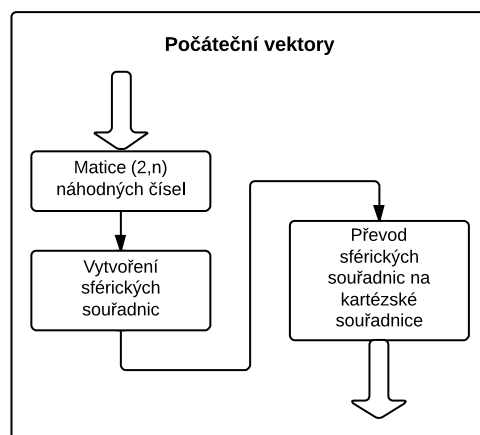 Počáteční vektory
Matice (2,n)
náhodných čísel
Vytvoření
sférických
souřadnic
Převod
sférických
souřadnic na
kartézské
souřadnice